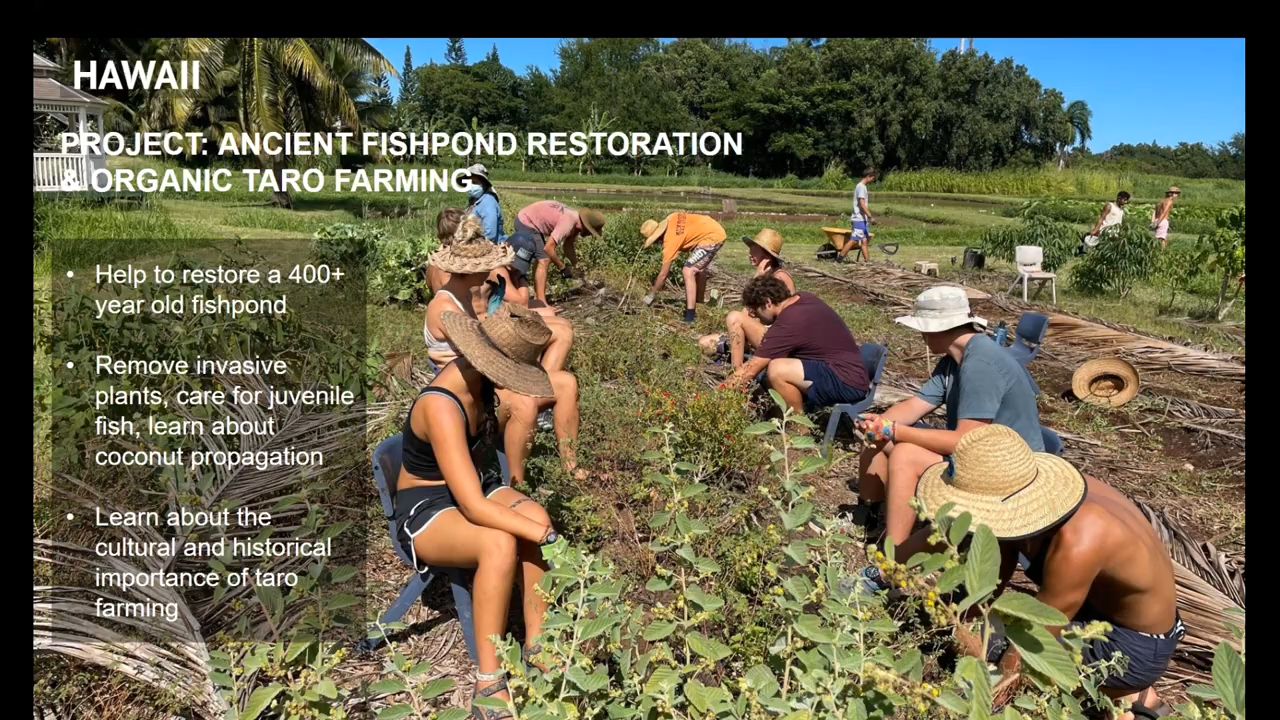 HAWAII
PROJECT: ANCIENT FISHPOND RESTORATION
& ORGANIC TARO FARMING
• Help to restore a 400+
year old fishpond
• Remove invasive
plants, care for juvenile
fish, learn about
coconut propagation
• Learn about the
cultural and historical
importance of taro
farming